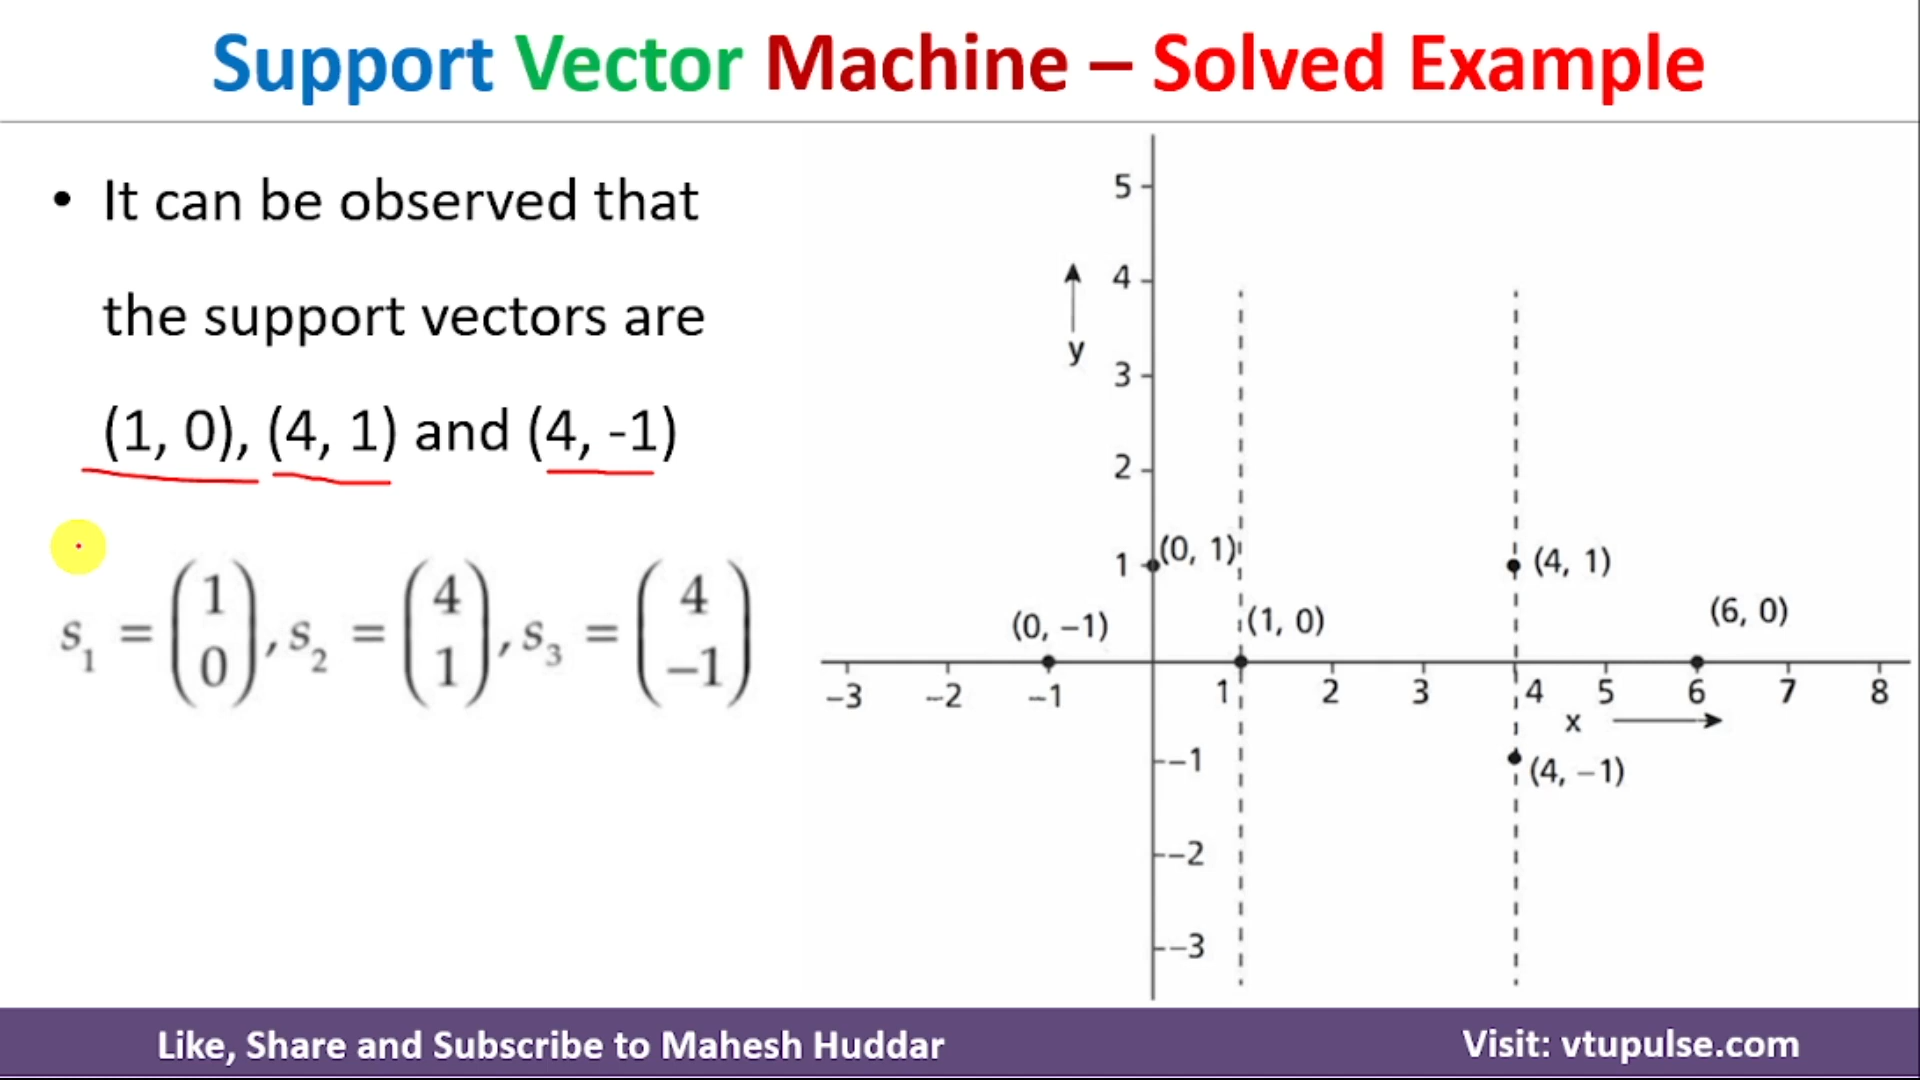 Support Vector Machine – Solved Example
• It can be observed that
the support vectors are
(1, 0), (4, 1) and (4, -1)
s1 = (1 0), s2 = (4 1), s3 = (4 −1)
5
4
y
3
2
1
(0, 1)
(4, 1)
(0, −1)
(1, 0)
(6, 0)
−3 −2 −1 1 2 3 4 5 6 7 8
x
−1
(4, −1)
−2
−3
Like, Share and Subscribe to Mahesh Huddar
Visit: vtupulse.com